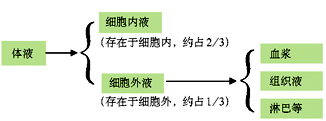 体液
细胞内液
(存在于细胞内，约占2/3)
细胞外液
(存在于细胞外，约占1/3)
血浆
组织液
淋巴等